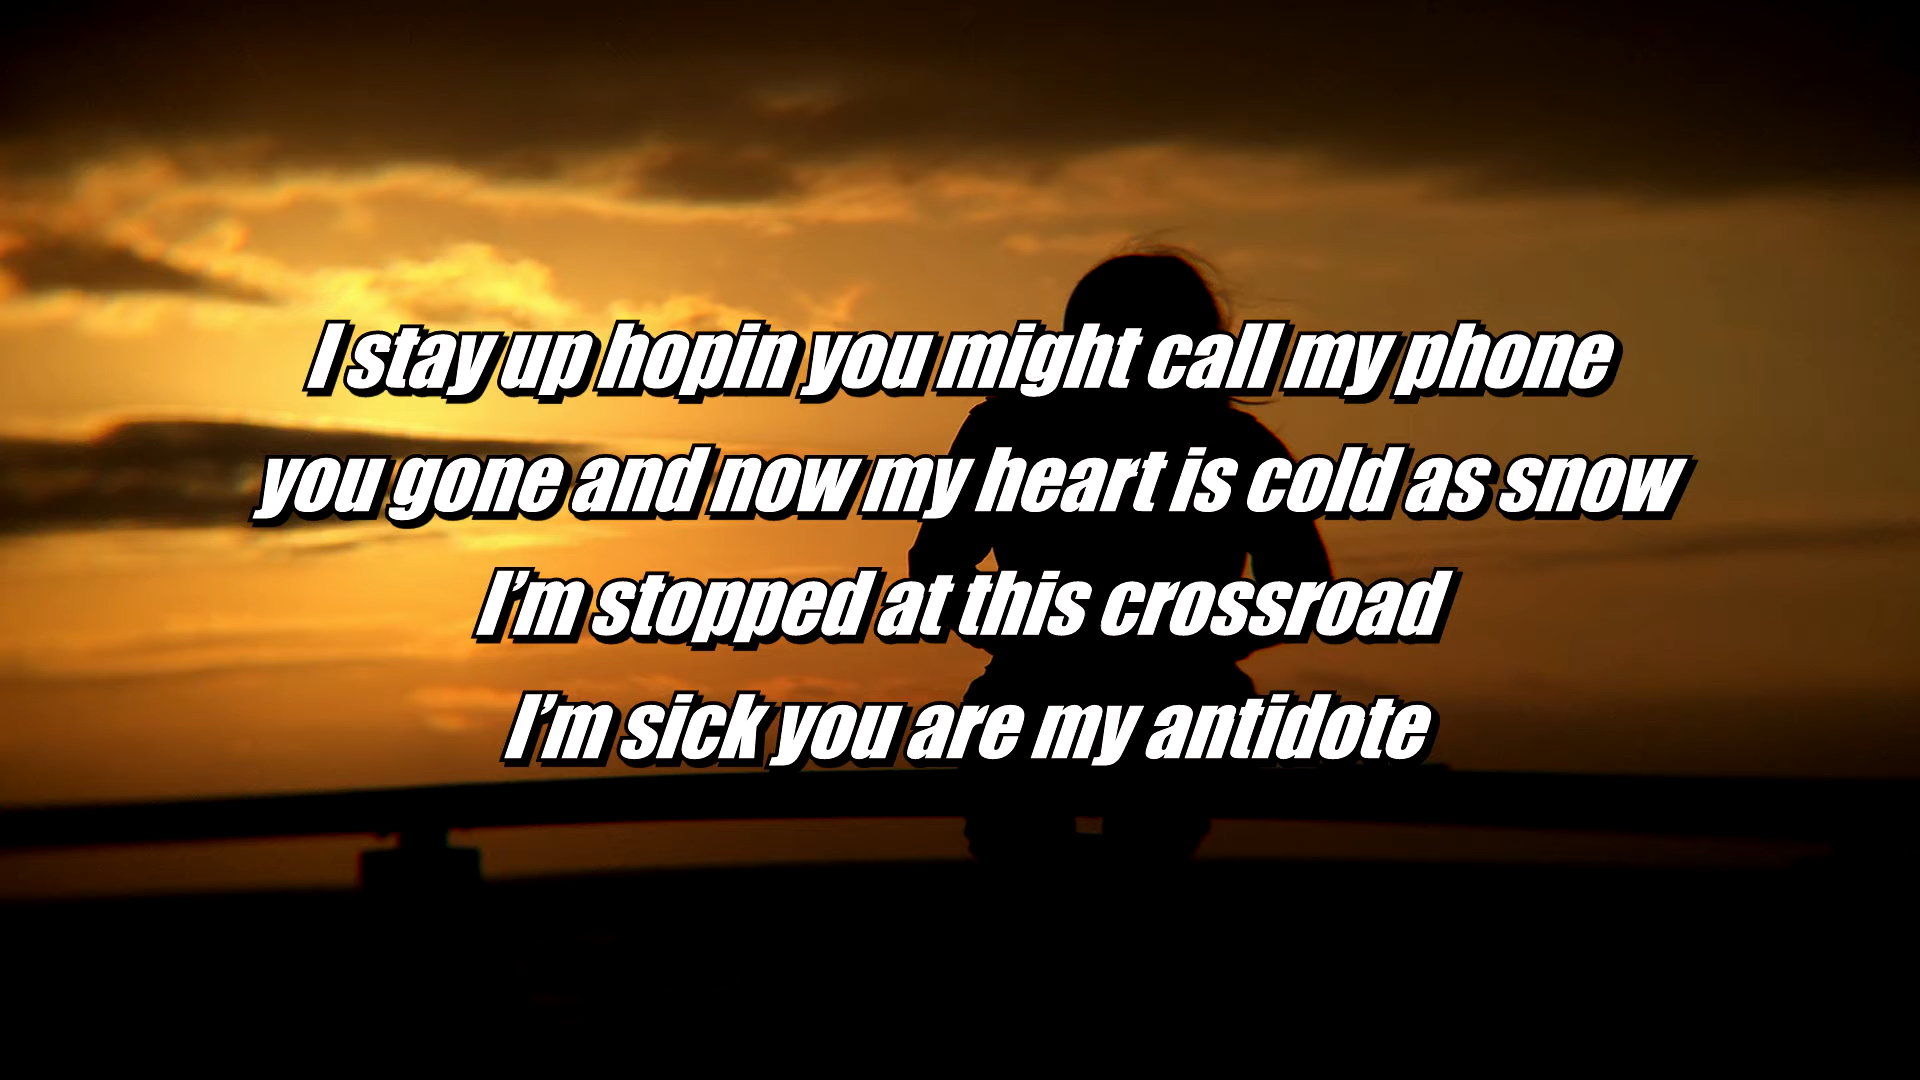 I stay up hopin you might call my phone
you gone and now my heart is cold as snow
I’m stopped at this crossroad
I’m sick you are my antidote